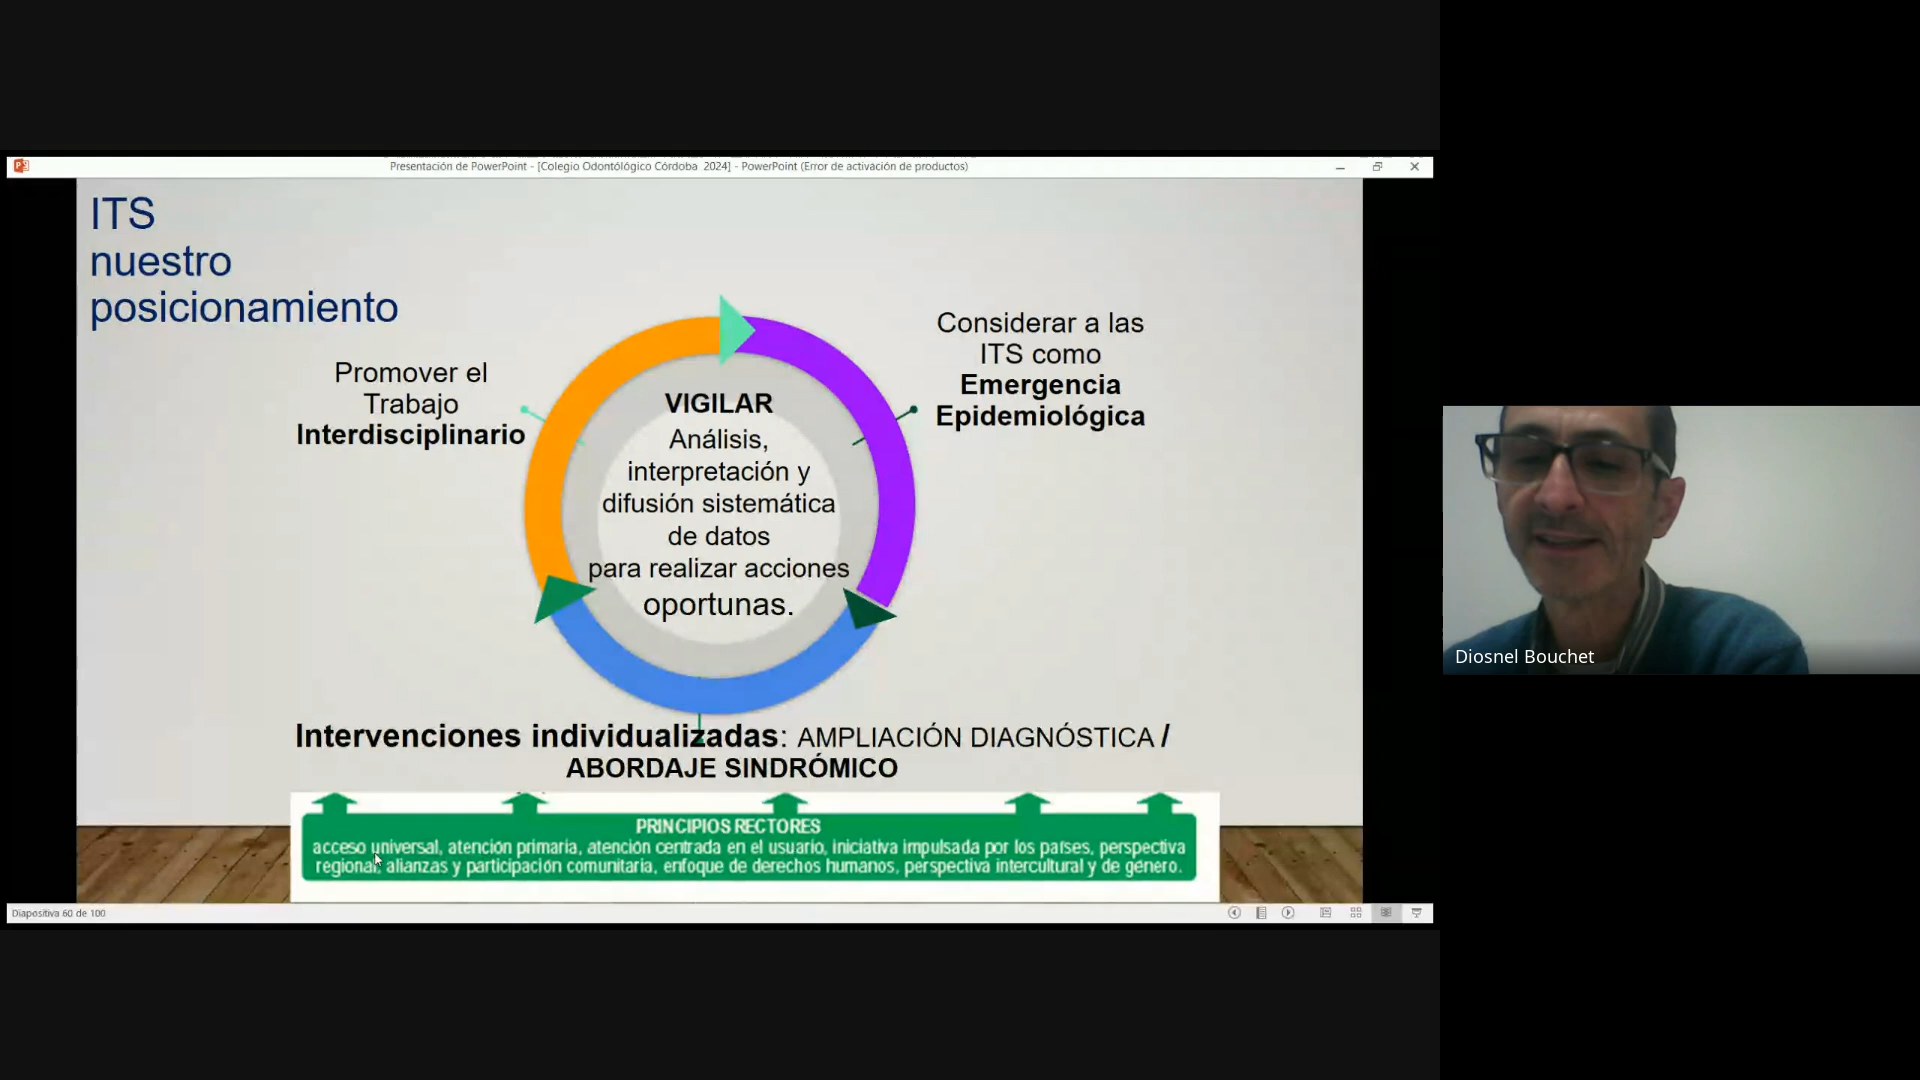 Presentación de PowerPoint - [Colegio Odontológico Córdoba 2024] - PowerPoint (Error de activación de productos)
ITS
nuestro
posicionamiento
Promover el
Trabajo
Interdisciplinario
Considerar a las
ITS como
Emergencia
Epidemiológica
VIGILAR
Análisis,
interpretación y
difusión sistemática
de datos
para realizar acciones
oportunas.
Intervenciones individualizadas: AMPLIACIÓN DIAGNÓSTICA /
ABORDAJE SINDRÓMICO
PRINCIPIOS RECTORES
acceso universal, atención primaria, atención centrada en el usuario, iniciativa impulsada por los países, perspectiva
regional, alianzas y participación comunitaria, enfoque de derechos humanos, perspectiva intercultural y de género.
Diapositiva 60 de 100
Diosnel Bouchet